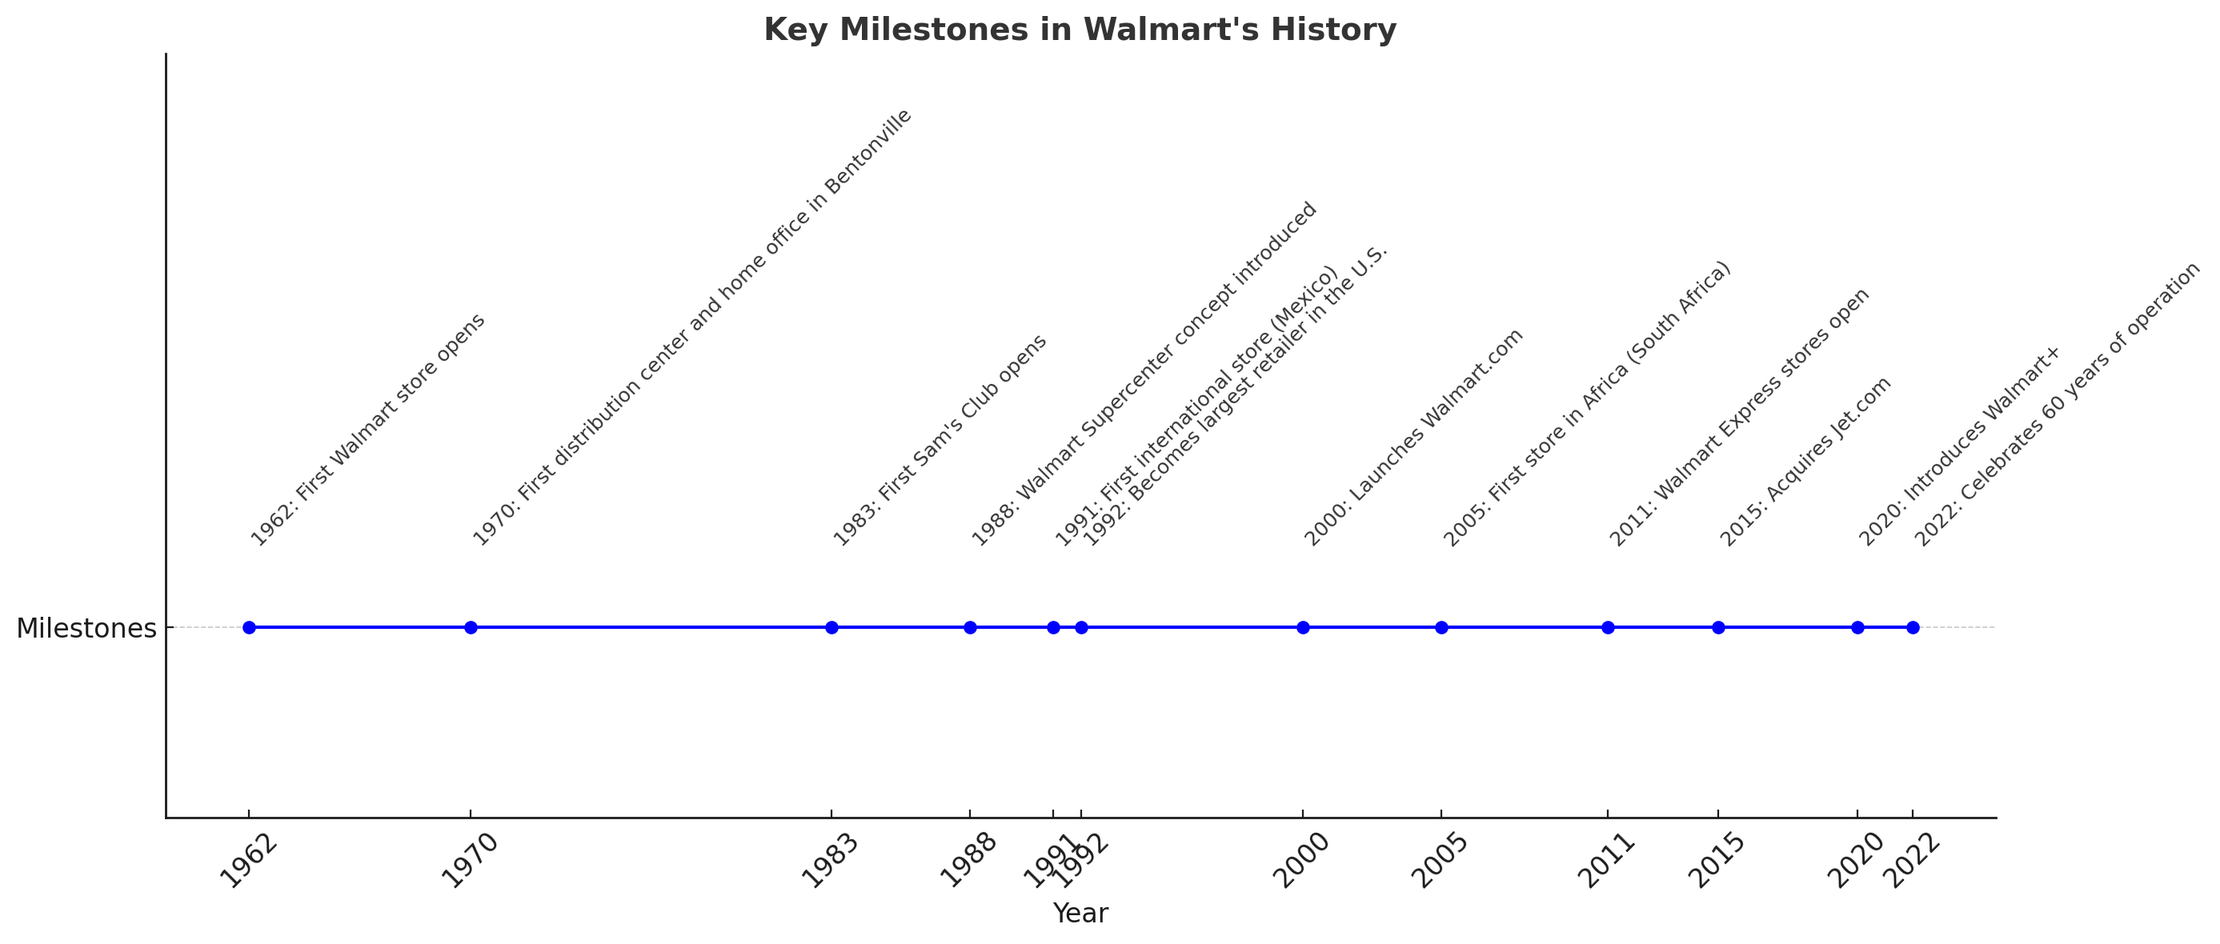 Key Milestones in Walmart's History
1962: First Walmart store opens
1970: First distribution center and home office in Bentonville
1983: First Sam's Club opens
1988: Walmart Supercenter concept introduced
1991: First international store (Mexico)
1992: Becomes largest retailer in the U.S.
2000: Launches Walmart.com
2005: First store in Africa (South Africa)
2011: Walmart Express stores open
2015: Acquires Jet.com
2020: Introduces Walmart+
2022: Celebrates 60 years of operation
Milestones
1962
1970
1983
1988
1991
1992
2000
2005
2011
2015
2020
2022
Year